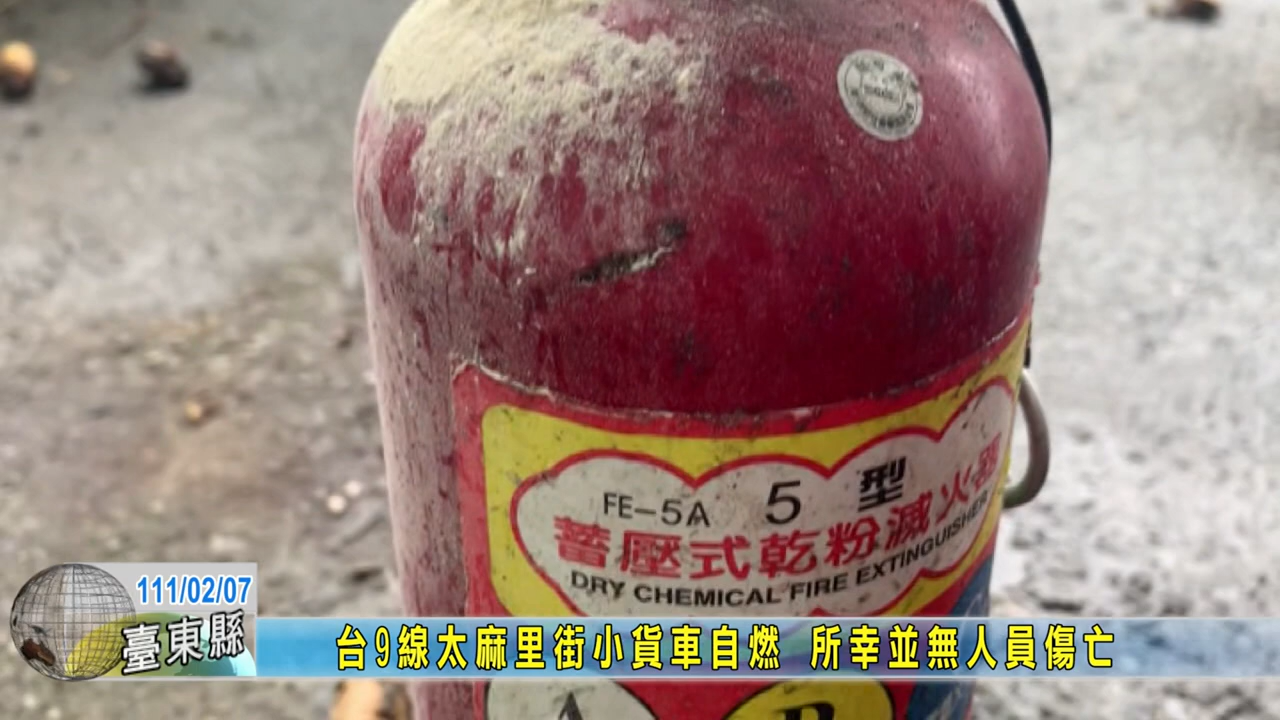 FE-5A 5 型
蓄壓式乾粉滅火器
DRY CHEMICAL FIRE EXTINGUISHER
111/02/07
臺東縣
台9線太麻里街小貨車自燃 所幸並無人員傷亡
A B